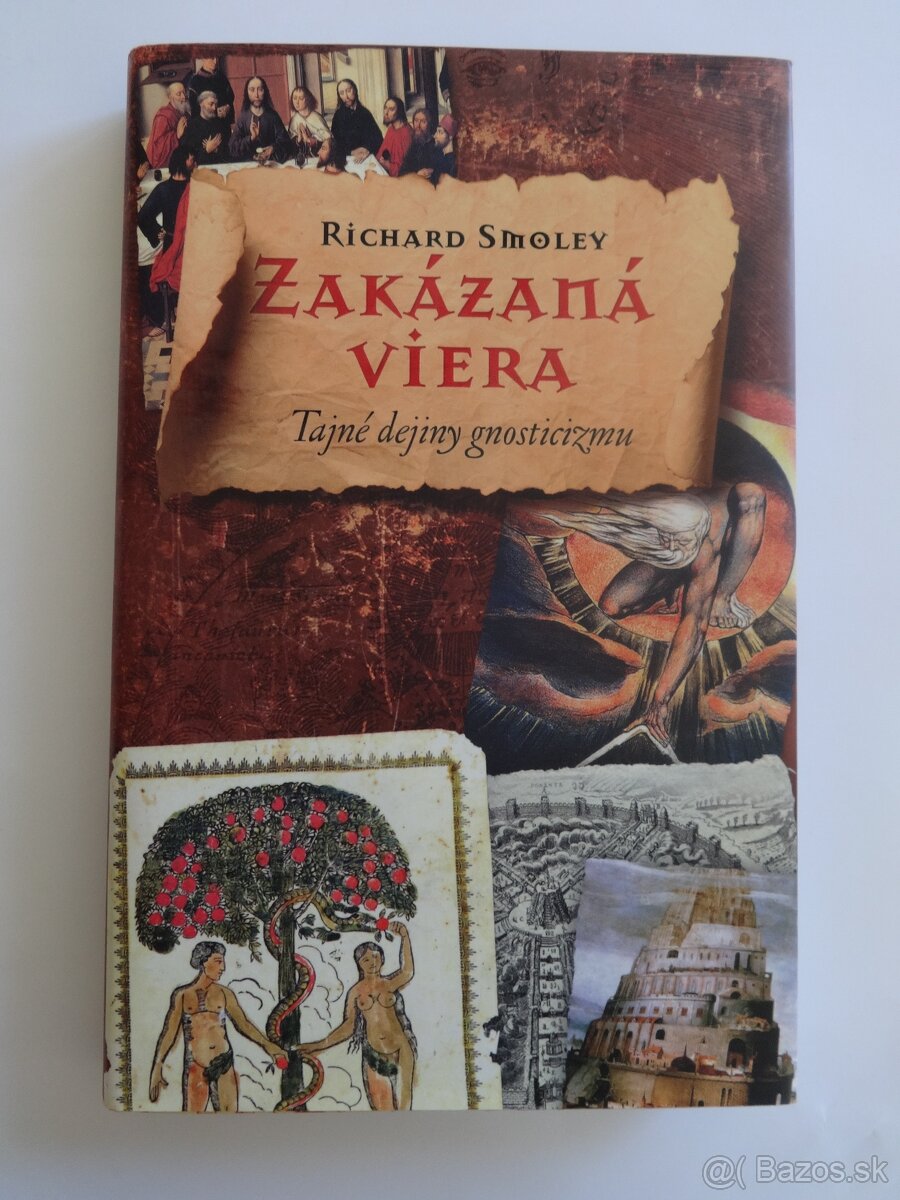 Richard Smoley
Zakázaná
viera
Tajné dejiny gnosticizmu
@( Bazos.sk